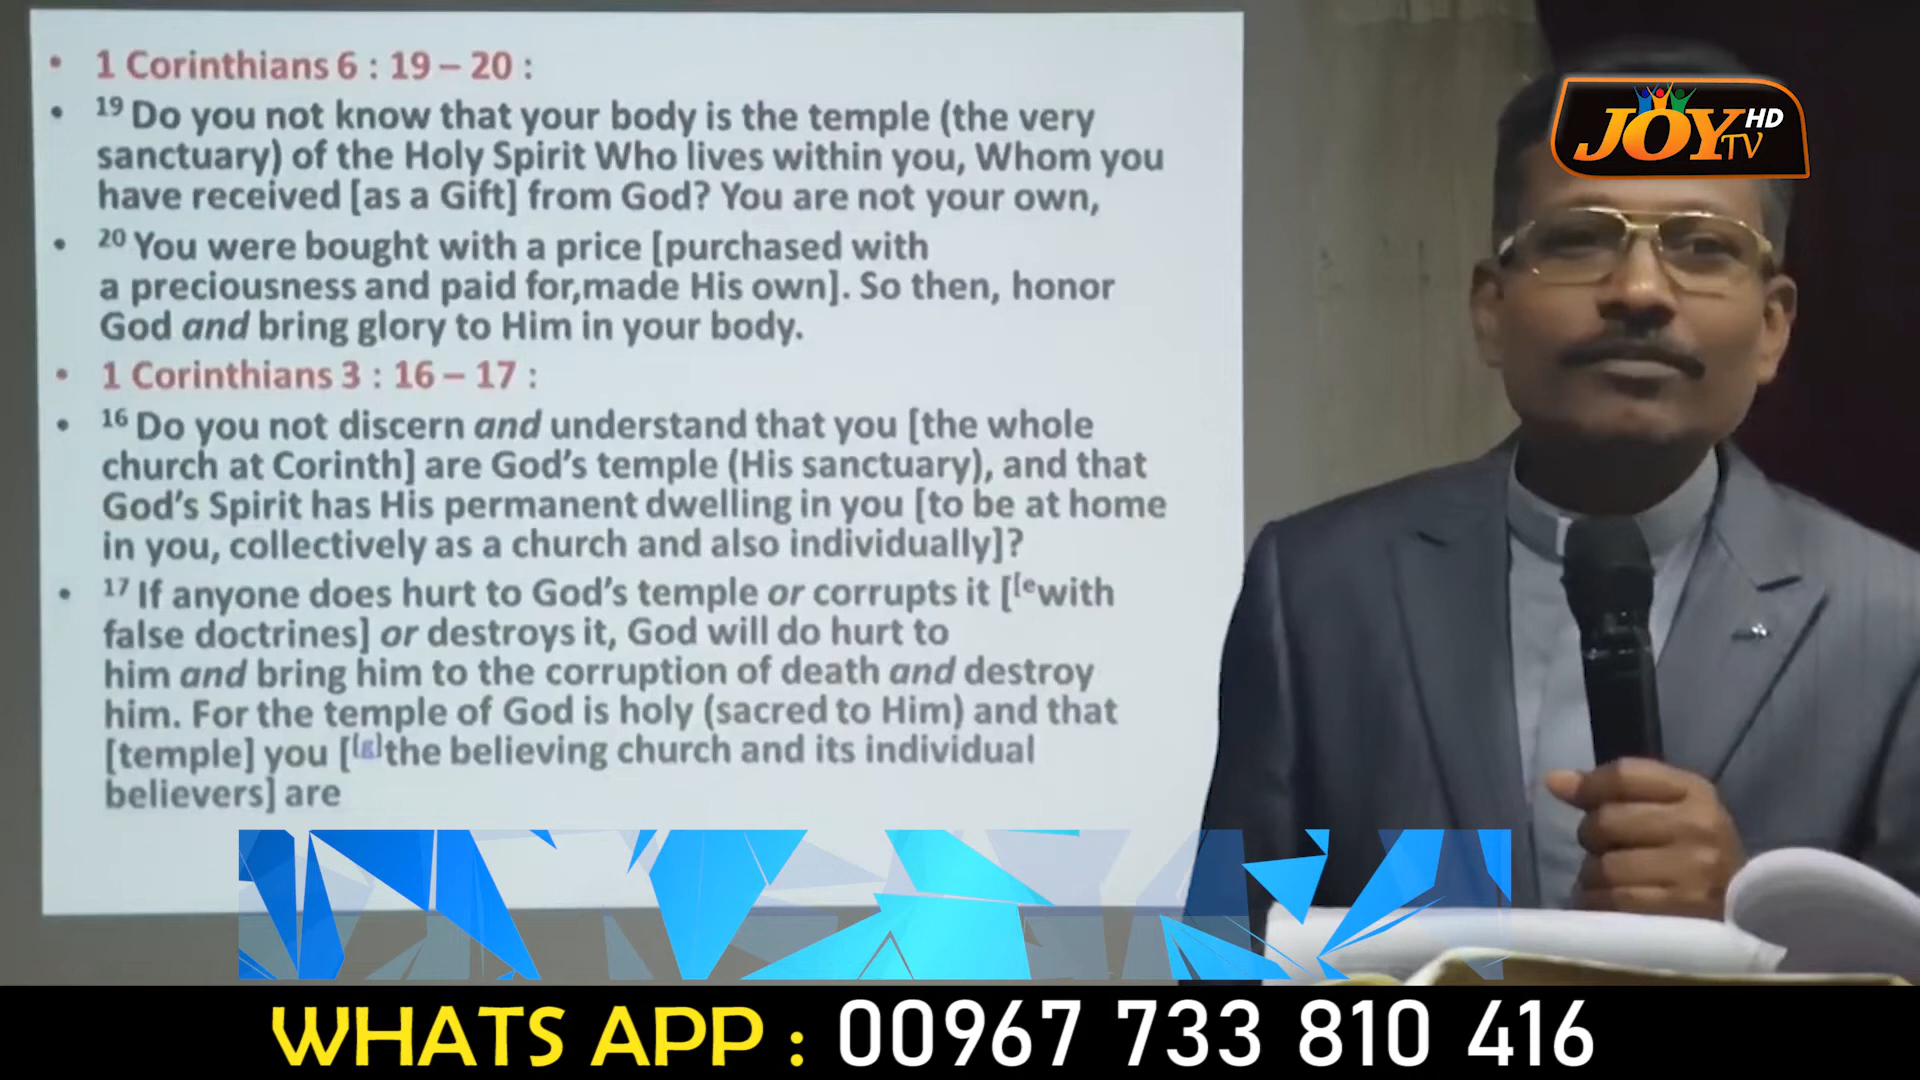 • 1 Corinthians 6 : 19 – 20 :
• 19 Do you not know that your body is the temple (the very
sanctuary) of the Holy Spirit Who lives within you, Whom you
have received [as a Gift] from God? You are not your own,
• 20 You were bought with a price [purchased with
a preciousness and paid for,made His own]. So then, honor
God and bring glory to Him in your body.
• 1 Corinthians 3 : 16 – 17 :
• 16 Do you not discern and understand that you [the whole
church at Corinth] are God’s temple (His sanctuary), and that
God’s Spirit has His permanent dwelling in you [to be at home
in you, collectively as a church and also individually]?
• 17 If anyone does hurt to God’s temple or corrupts it [[e with
false doctrines] or destroys it, God will do hurt to
him and bring him to the corruption of death and destroy
him. For the temple of God is holy (sacred to Him) and that
[temple] you [[g]the believing church and its individual
believers] are
JOY TV HD
WHATS APP : 00967 733 810 416